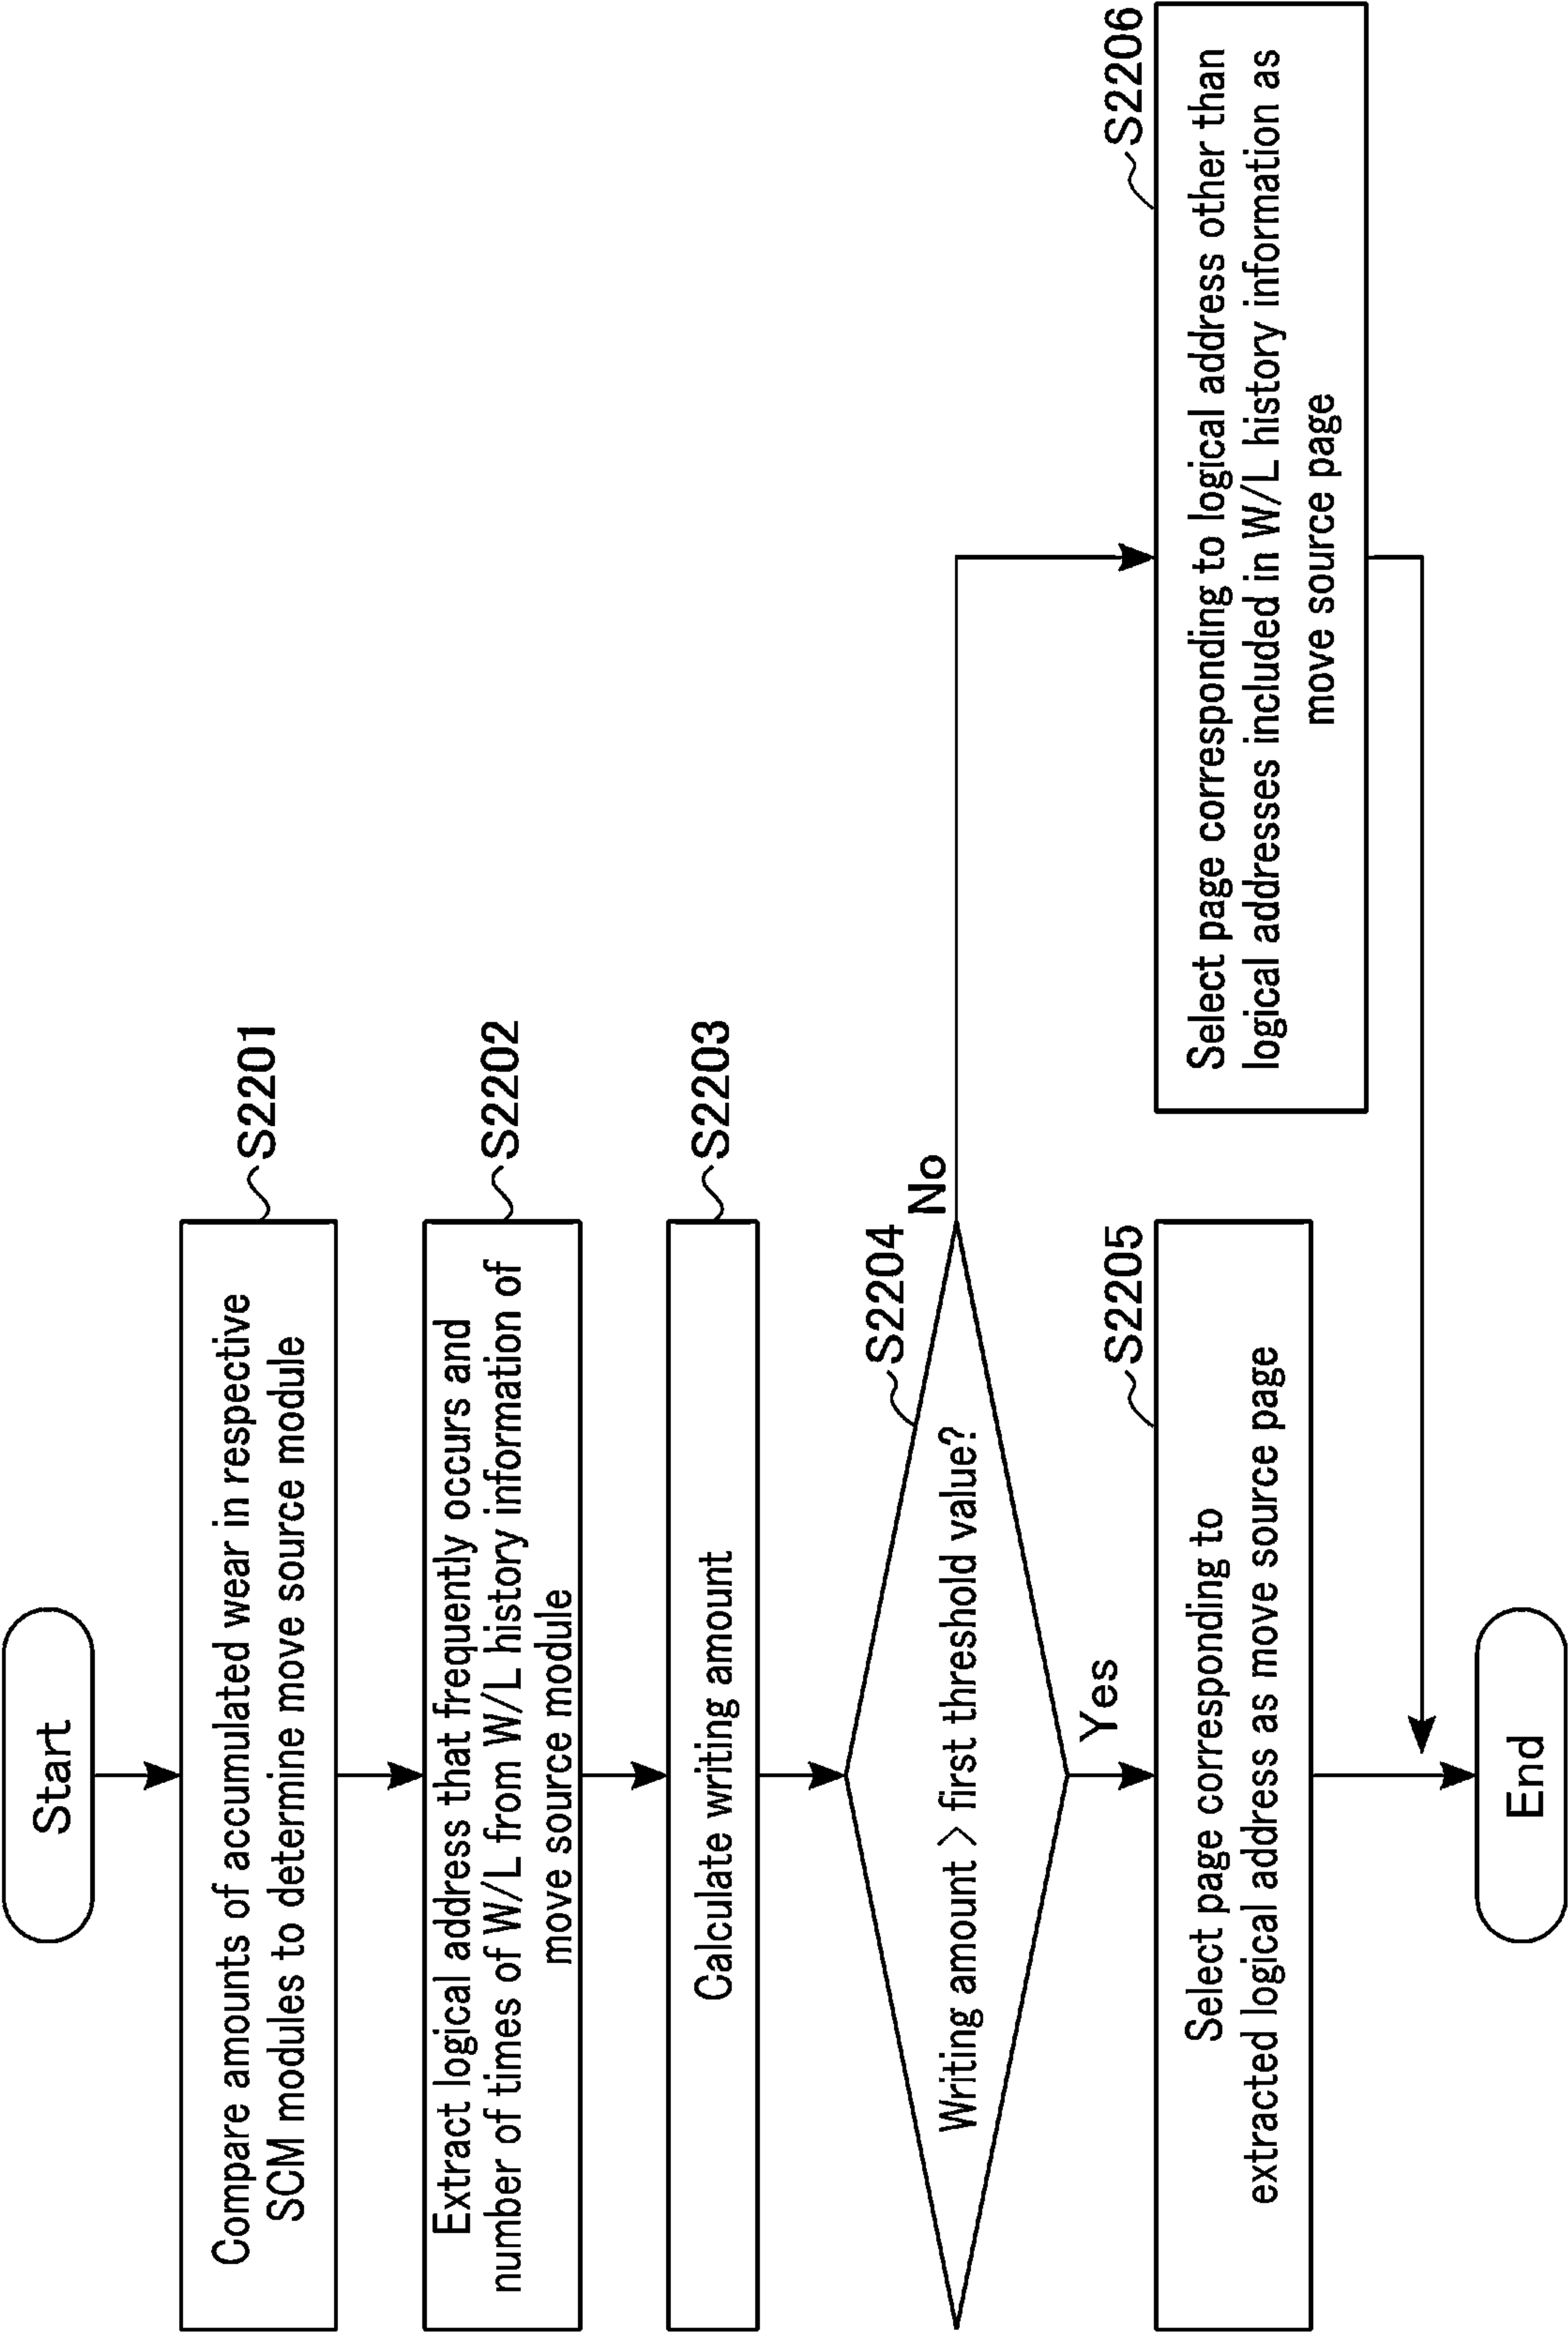 Start
S2201
Compare amounts of accumulated wear in respective
SCM modules to determine move source module
S2202
Extract logical address that frequently occurs and
number of times of W/L from W/L history information of
move source module
S2203
Calculate writing amount
S2204
Writing amount > first threshold value?
No
Yes
S2205
Select page corresponding to
extracted logical address as move source page
S2206
Select page corresponding to logical address other than
logical addresses included in W/L history information as
move source page
End